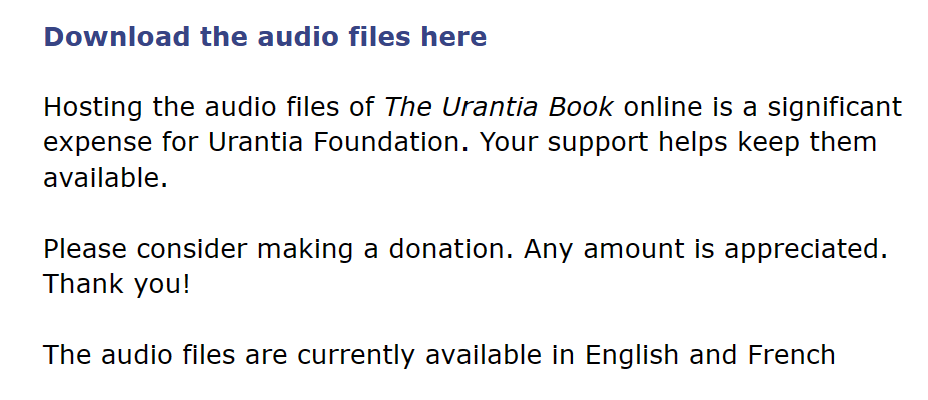 Download the audio files here
Hosting the audio files of The Urantia Book online is a significant
expense for Urantia Foundation. Your support helps keep them
available.
Please consider making a donation. Any amount is appreciated.
Thank you!
The audio files are currently available in English and French